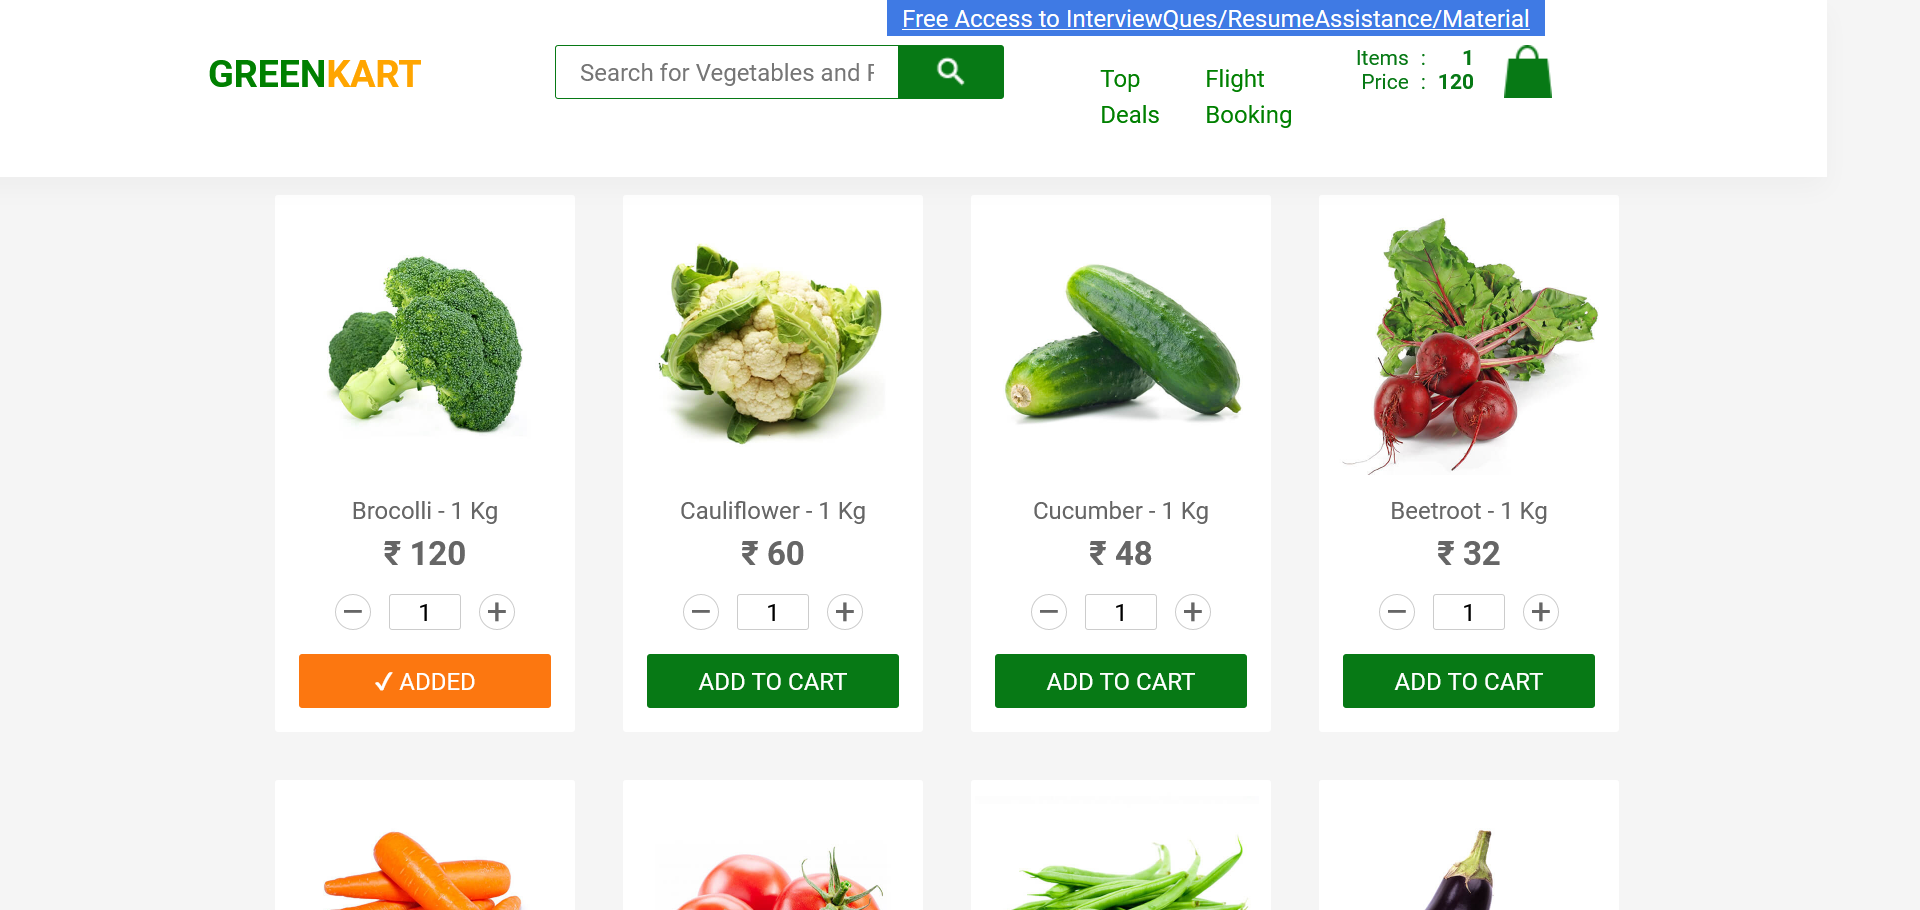 Free Access to InterviewQues/ResumeAssistance/Material
GREENKART
Search for Vegetables and F
Top
Deals
Flight
Booking
Items : 1
Price : 120
Brocolli - 1 Kg
₹ 120
– 1 +
✓ ADDED
Cauliflower - 1 Kg
₹ 60
– 1 +
ADD TO CART
Cucumber - 1 Kg
₹ 48
– 1 +
ADD TO CART
Beetroot - 1 Kg
₹ 32
– 1 +
ADD TO CART